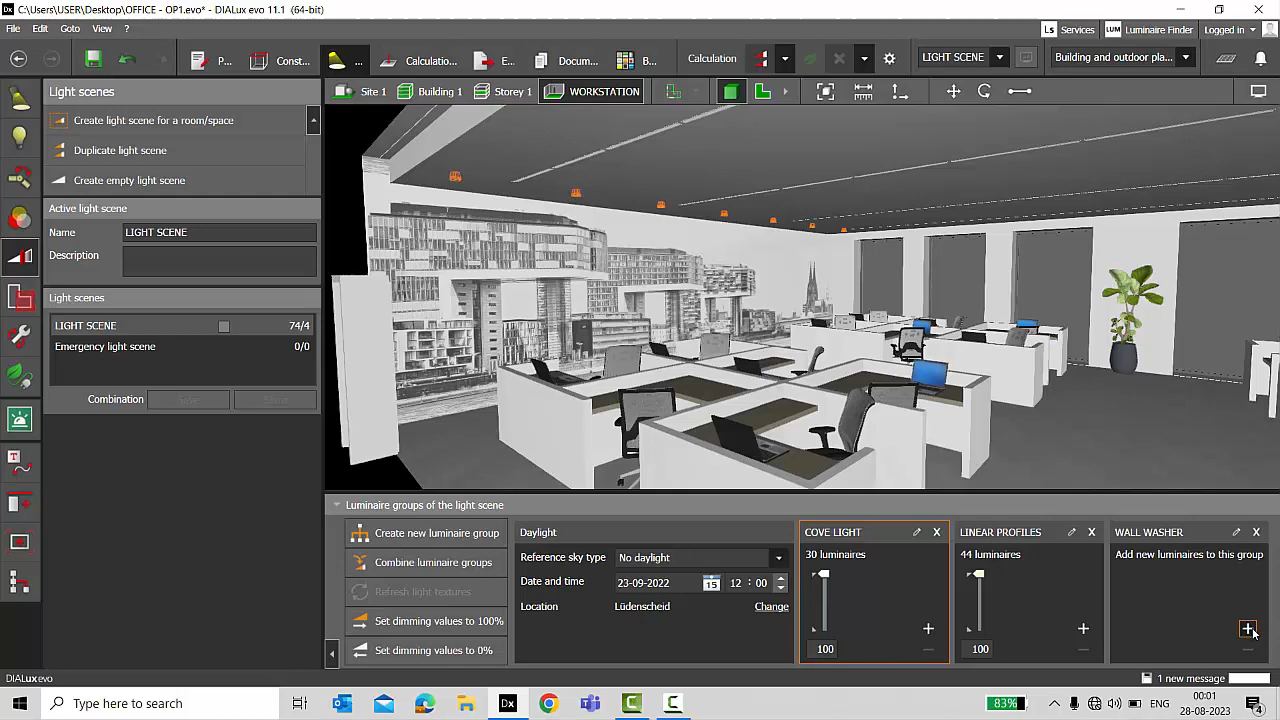 C:\Users\USER\Desktop\OFFICE - OP1.evo* - DIALux evo 11.1 (64-bit)
File Edit Goto View ?
Ls Services LUM Luminaire Finder Logged in
P... Const... ... Calculatio... E... Docum... B... Calculation LIGHT SCENE Building and outdoor pla...
Light scenes
Site 1 Building 1 Storey 1 WORKSTATION
Create light scene for a room/space
Duplicate light scene
Create empty light scene
Active light scene
Name LIGHT SCENE
Description
Light scenes
LIGHT SCENE 74/4
Emergency light scene 0/0
Combination Save Show
Luminaire groups of the light scene
Create new luminaire group
Combine luminaire groups
Refresh light textures
Set dimming values to 100%
Set dimming values to 0%
Daylight
Reference sky type No daylight
Date and time 23-09-2022 15 12 : 00
Location Lüdenscheid Change
COVE LIGHT
30 luminaires
100
LINEAR PROFILES
44 luminaires
100
WALL WASHER
Add new luminaires to this group
DIALux evo
1 new message
Type here to search
Dx
83%
ENG
00:01
28-08-2023
4